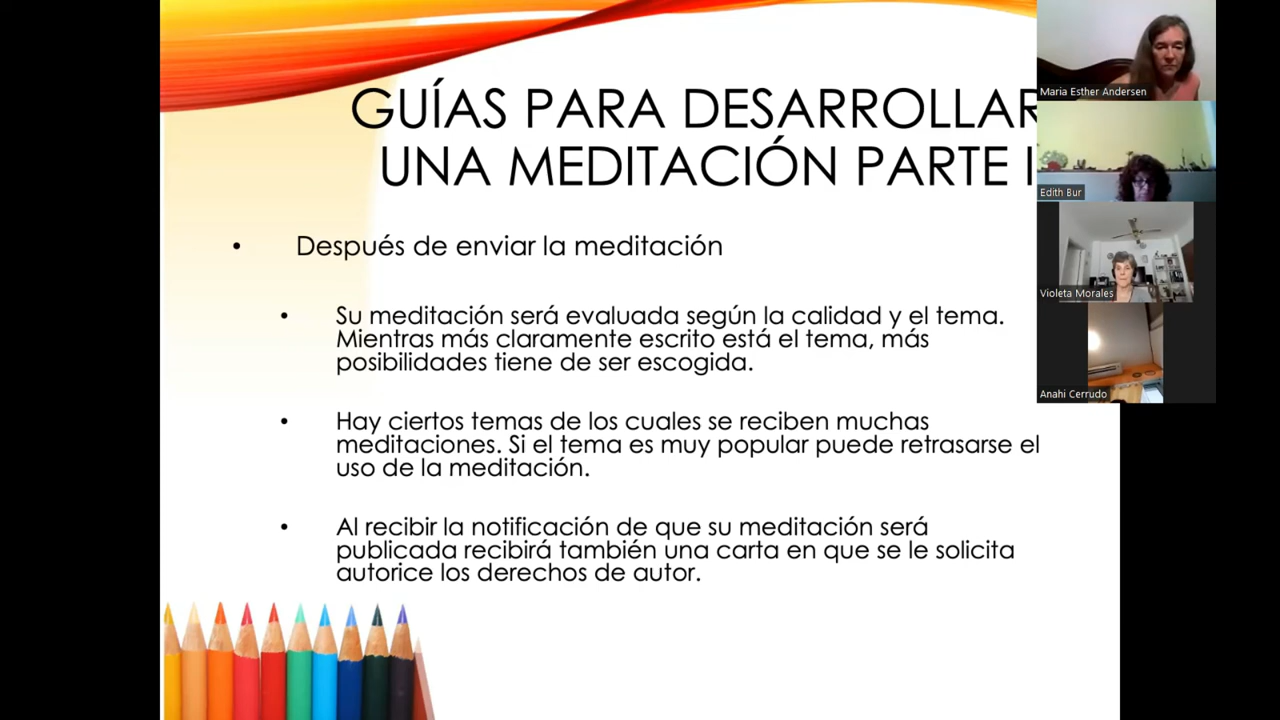 GUÍAS PARA DESARROLLAR
UNA MEDITACIÓN PARTE I
• Después de enviar la meditación
• Su meditación será evaluada según la calidad y el tema.
Mientras más claramente escrito está el tema, más
posibilidades tiene de ser escogida.
• Hay ciertos temas de los cuales se reciben muchas
meditaciones. Si el tema es muy popular puede retrasarse el
uso de la meditación.
• Al recibir la notificación de que su meditación será
publicada recibirá también una carta en que se le solicita
autorice los derechos de autor.
Maria Esther Andersen
Edith Bur
Violeta Morales
Anahi Cerrudo